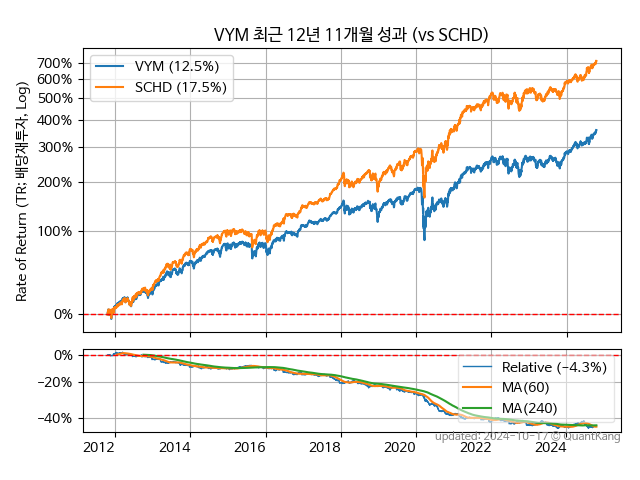 VYM 최근 12년 11개월 성과 (vs SCHD)
Rate of Return (TR; 배당재투자, Log)
700%
600%
500%
400%
300%
200%
100%
0%
VYM (12.5%)
SCHD (17.5%)
0%
−20%
−40%
Relative (−4.3%)
MA(60)
MA(240)
updated: 2024-10-17 © QuantKang
2012 2014 2016 2018 2020 2022 2024